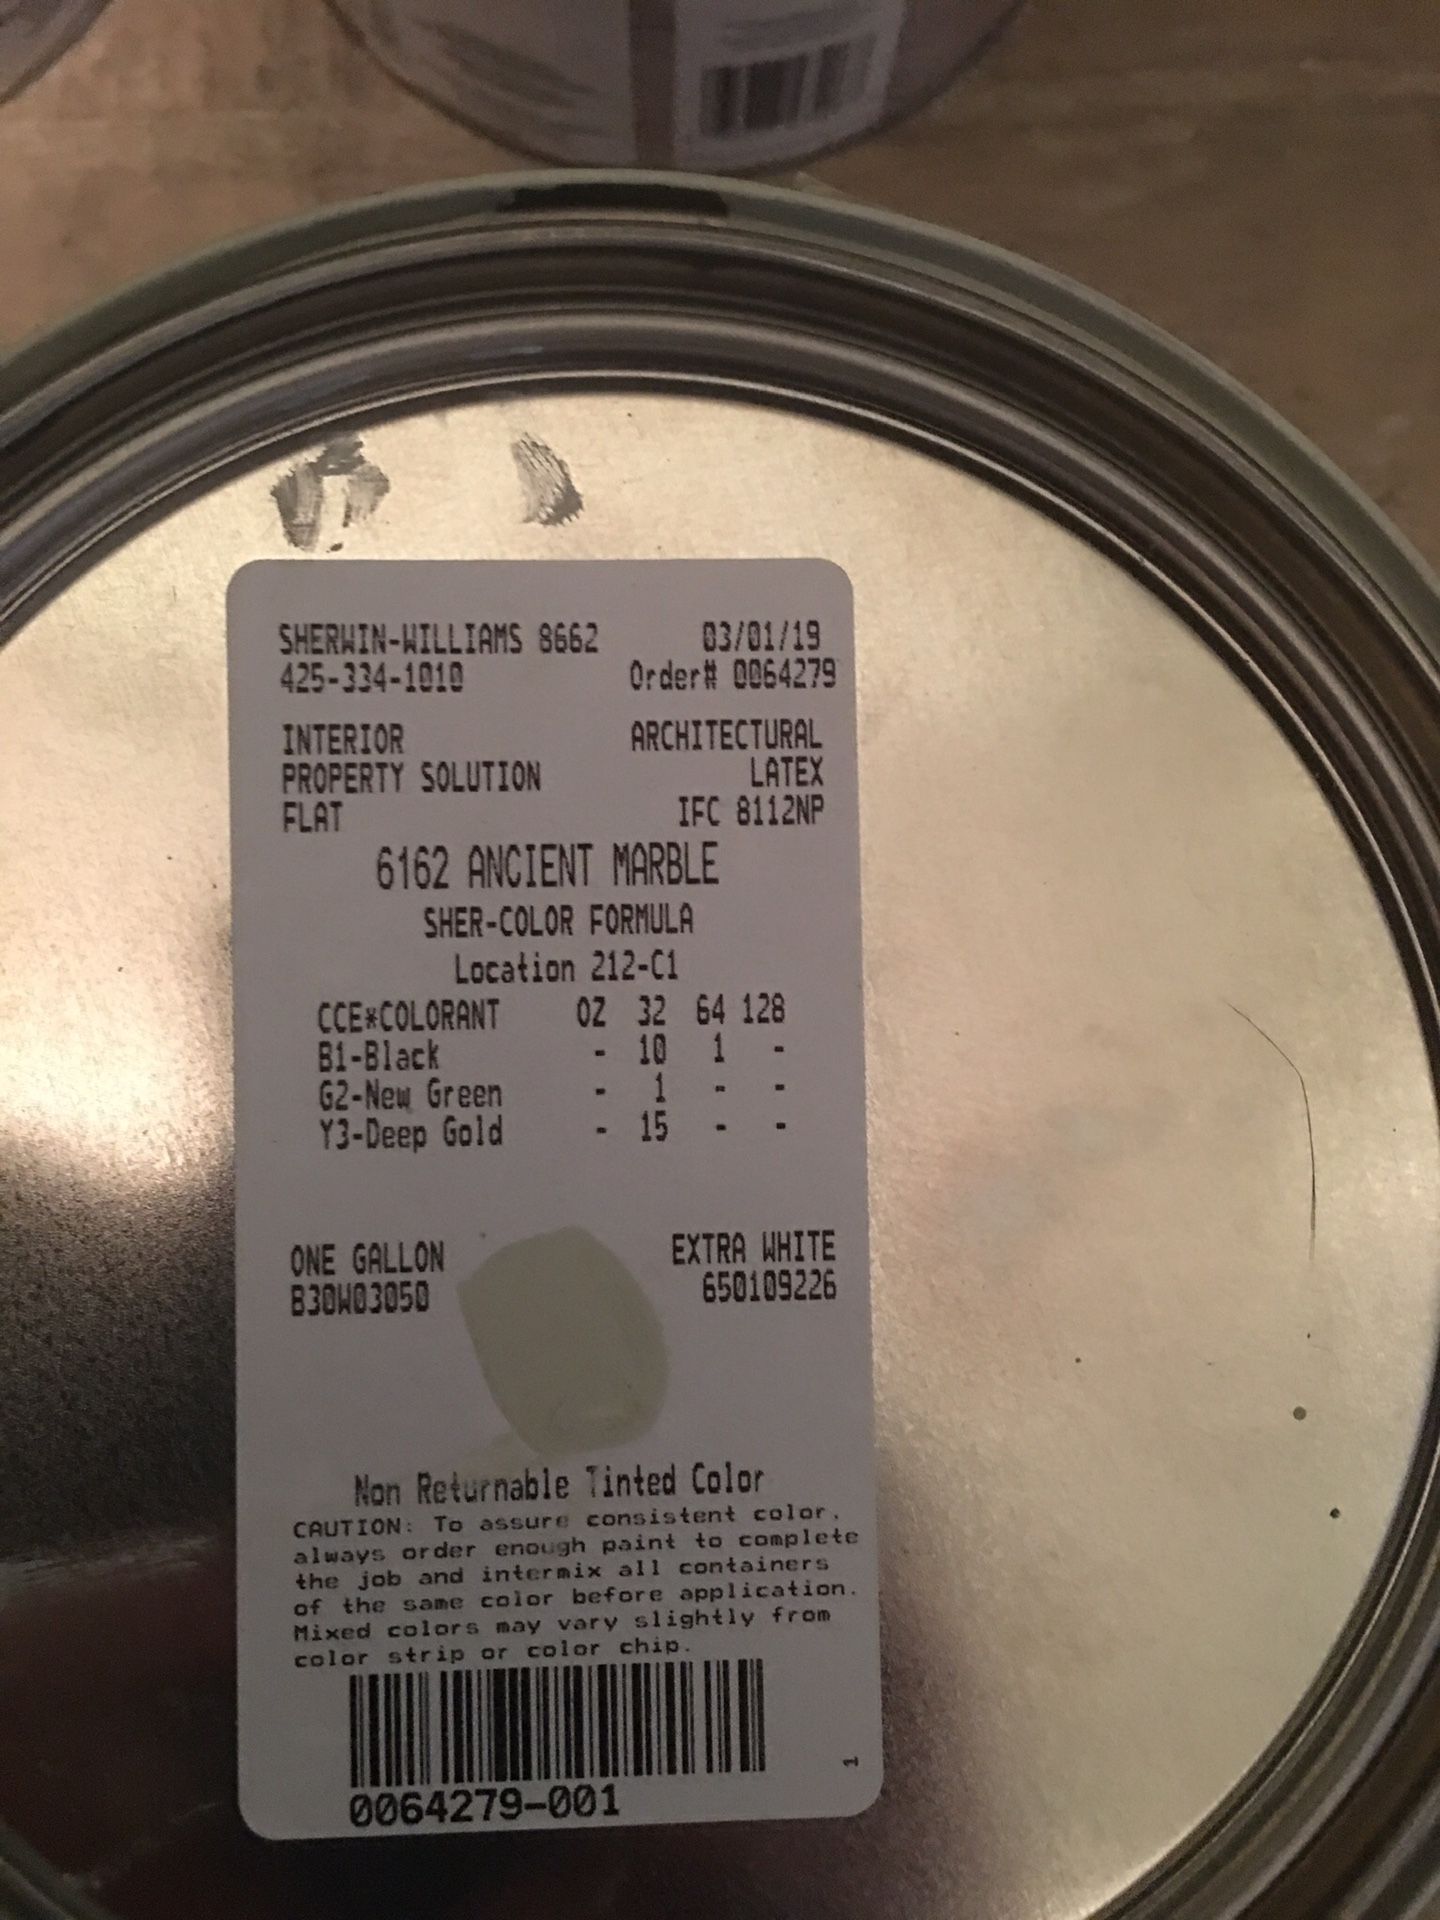 SHERWIN-WILLIAMS 8662 03/01/19
425-334-1010 Order# 0064279
INTERIOR ARCHITECTURAL
PROPERTY SOLUTION LATEX
FLAT IFC 8112NP
6162 ANCIENT MARBLE
SHER-COLOR FORMULA
Location 212-C1
CCE*COLORANT OZ 32 64 128
B1-Black - 10 1 -
G2-New Green - 1 - -
Y3-Deep Gold - 15 - -
ONE GALLON EXTRA WHITE
B30W03050 650109226
Non Returnable Tinted Color
CAUTION: To assure consistent color,
always order enough paint to complete
the job and intermix all containers
of the same color before application.
Mixed colors may vary slightly from
color strip or color chip.
1
0064279-001